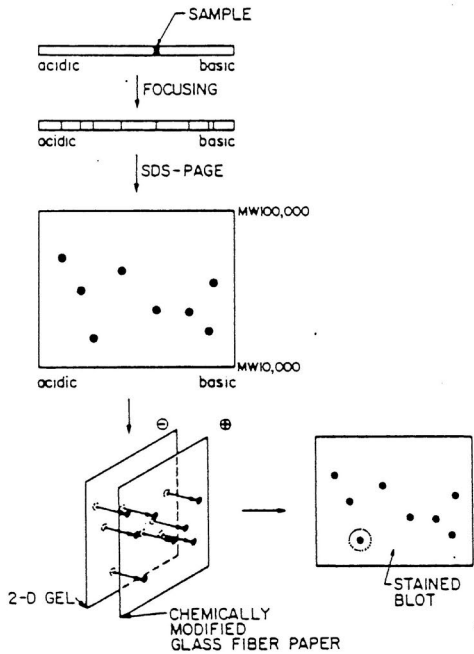 SAMPLE
acidic basic
FOCUSING
acidic basic
SDS-PAGE
MW100,000
MW10,000
acidic basic
⊖ ⊕
2-D GEL
STAINED
BLOT
CHEMICALLY
MODIFIED
GLASS FIBER PAPER